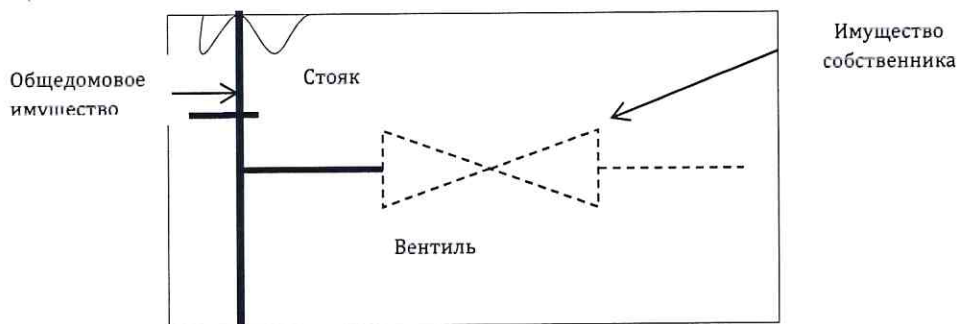 Имущество
собственника
Стояк
Общедомовое
имущество
Вентиль